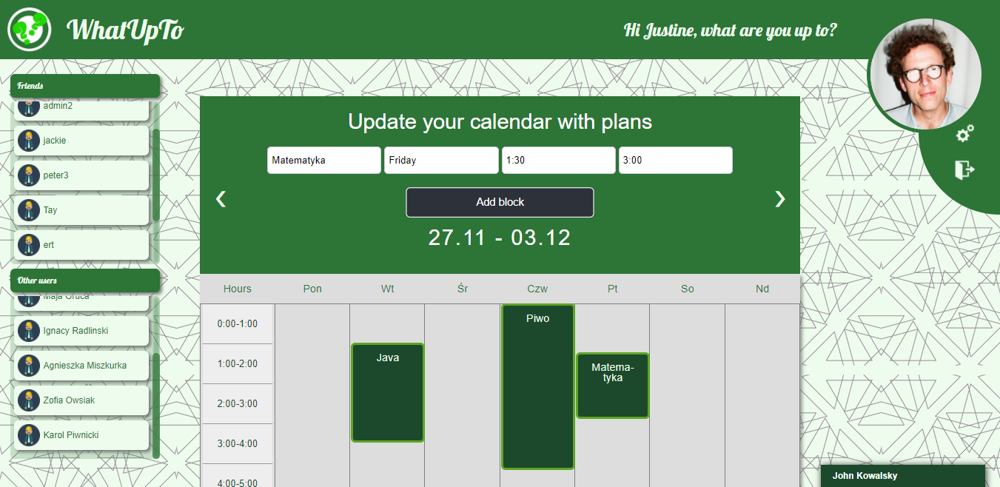 WhatUpTo
Hi Justine, what are you up to?
Friends
admin2
jackie
peter3
Tay
ert
Other users
Maja Gruca
Ignacy Radlinski
Agnieszka Miszkurka
Zofia Owsiak
Karol Piwnicki
Update your calendar with plans
Matematyka Friday 1:30 3:00
‹ Add block ›
27.11 - 03.12
Hours Pon Wt Śr Czw Pt So Nd
0:00-1:00
1:00-2:00
2:00-3:00
3:00-4:00
4:00-5:00
Java
Piwo
Matema-
tyka
John Kowalsky